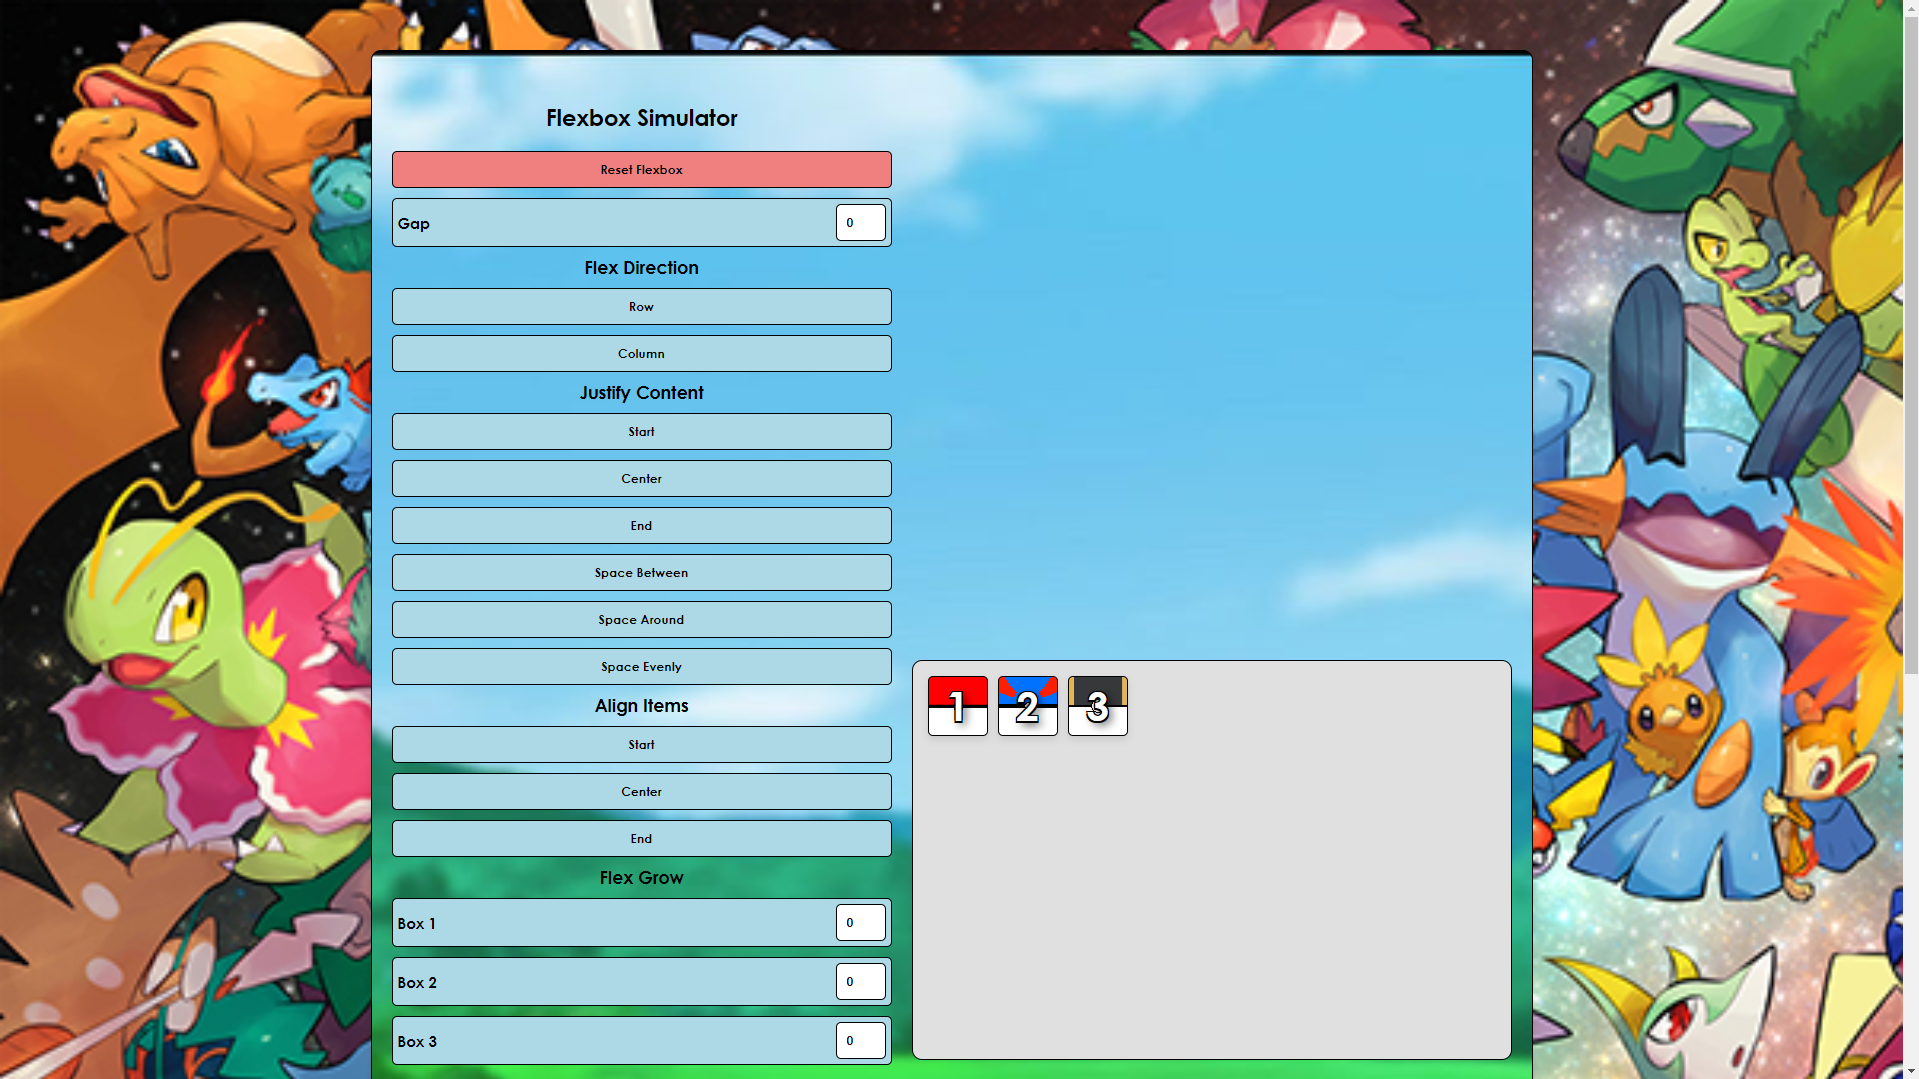 Flexbox Simulator
Reset Flexbox
Gap 0
Flex Direction
Row
Column
Justify Content
Start
Center
End
Space Between
Space Around
Space Evenly
Align Items
Start
Center
End
Flex Grow
Box 1 0
Box 2 0
Box 3 0
1 2 3